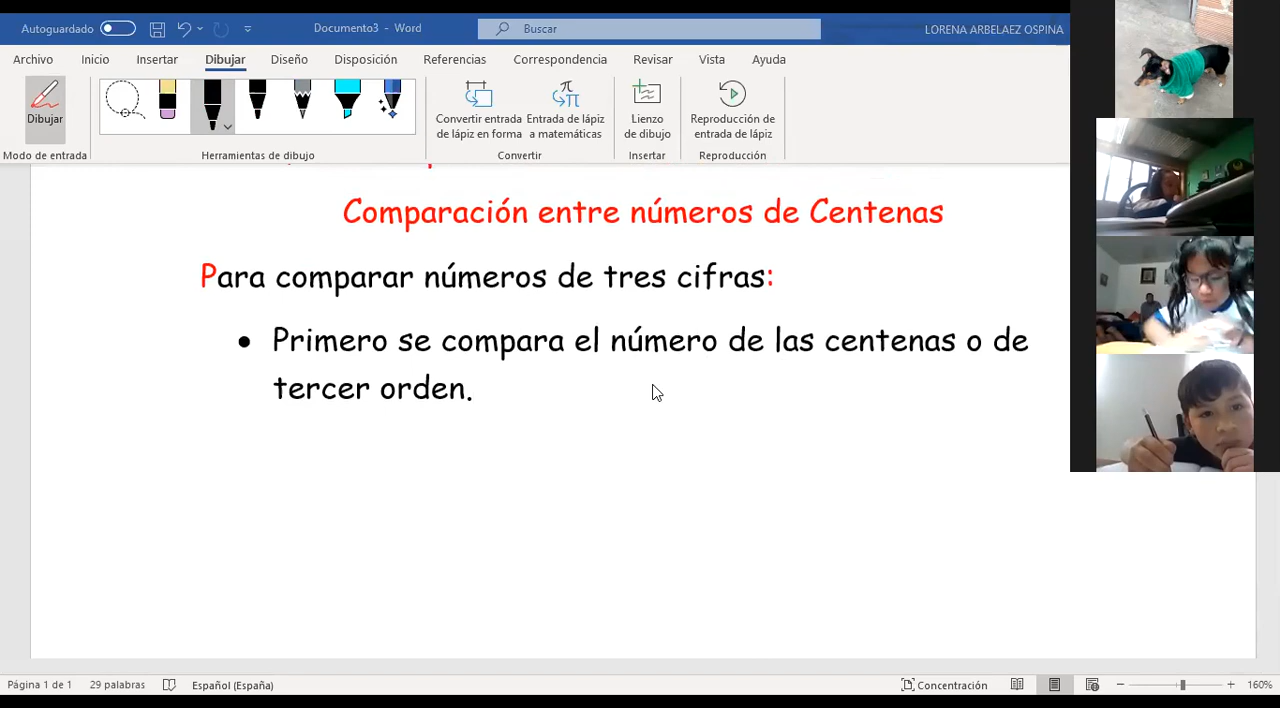 Autoguardado
Documento3 - Word
Buscar
LORENA ARBELAEZ OSPINA
Archivo
Inicio
Insertar
Dibujar
Diseño
Disposición
Referencias
Correspondencia
Revisar
Vista
Ayuda
Dibujar
Convertir entrada
de lápiz en forma
Entrada de lápiz
a matemáticas
Lienzo
de dibujo
Reproducción de
entrada de lápiz
Modo de entrada
Herramientas de dibujo
Convertir
Insertar
Reproducción
Comparación entre números de Centenas
Para comparar números de tres cifras:
• Primero se compara el número de las centenas o de
tercer orden.
Página 1 de 1
29 palabras
Español (España)
Concentración
160%